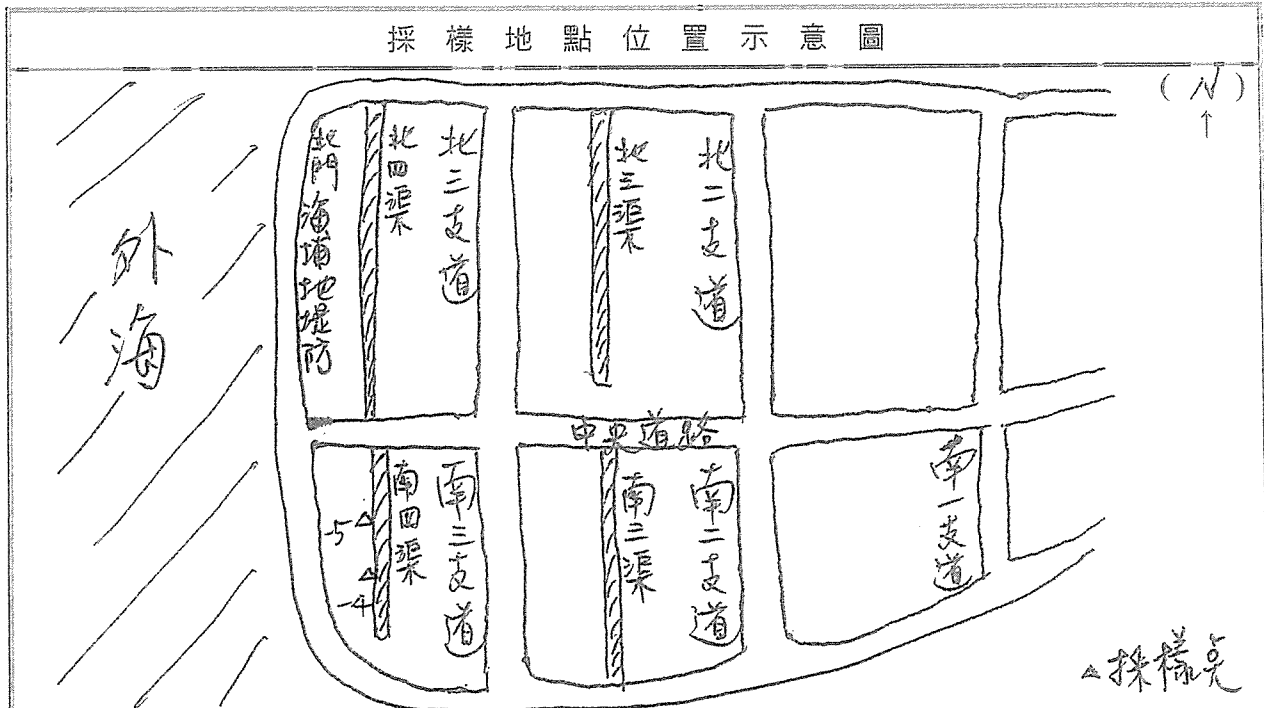 採樣地點位置示意圖
(N)
↑
外海
北門海埔地堤防
北四渠
北三支道
北三渠
北二支道
中央道路
南四渠
南三支道
南三渠
南二支道
南一支道
-5
-4
△採樣点